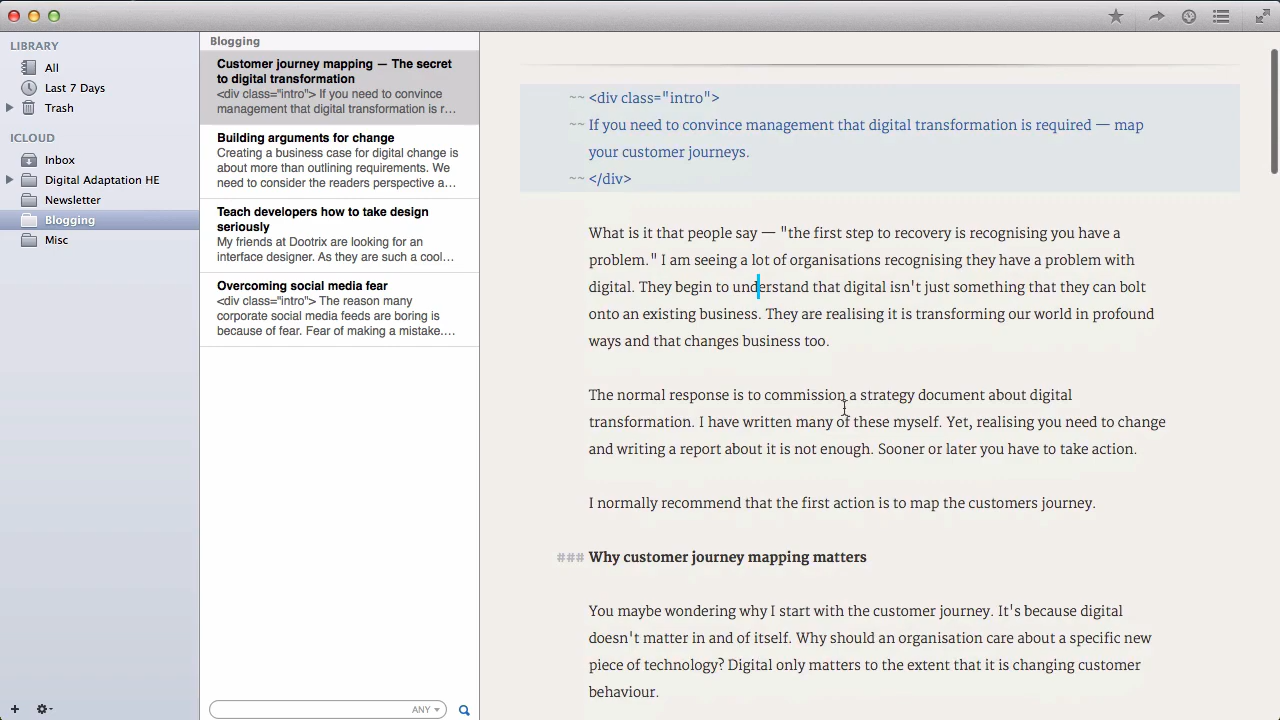 LIBRARY
All
Last 7 Days
Trash
ICLOUD
Inbox
Digital Adaptation HE
Newsletter
Blogging
Misc
Blogging
Customer journey mapping — The secret
to digital transformation
<div class="intro"> If you need to convince
management that digital transformation is r…
Building arguments for change
Creating a business case for digital change is
about more than outlining requirements. We
need to consider the readers perspective a…
Teach developers how to take design
seriously
My friends at Dootrix are looking for an
interface designer. As they are such a cool…
Overcoming social media fear
<div class="intro"> The reason many
corporate social media feeds are boring is
because of fear. Fear of making a mistake.…
ANY
~~ <div class="intro">
~~ If you need to convince management that digital transformation is required — map
your customer journeys.
~~ </div>
What is it that people say — "the first step to recovery is recognising you have a
problem." I am seeing a lot of organisations recognising they have a problem with
digital. They begin to understand that digital isn't just something that they can bolt
onto an existing business. They are realising it is transforming our world in profound
ways and that changes business too.
The normal response is to commission a strategy document about digital
transformation. I have written many of these myself. Yet, realising you need to change
and writing a report about it is not enough. Sooner or later you have to take action.
I normally recommend that the first action is to map the customers journey.
### Why customer journey mapping matters
You maybe wondering why I start with the customer journey. It's because digital
doesn't matter in and of itself. Why should an organisation care about a specific new
piece of technology? Digital only matters to the extent that it is changing customer
behaviour.